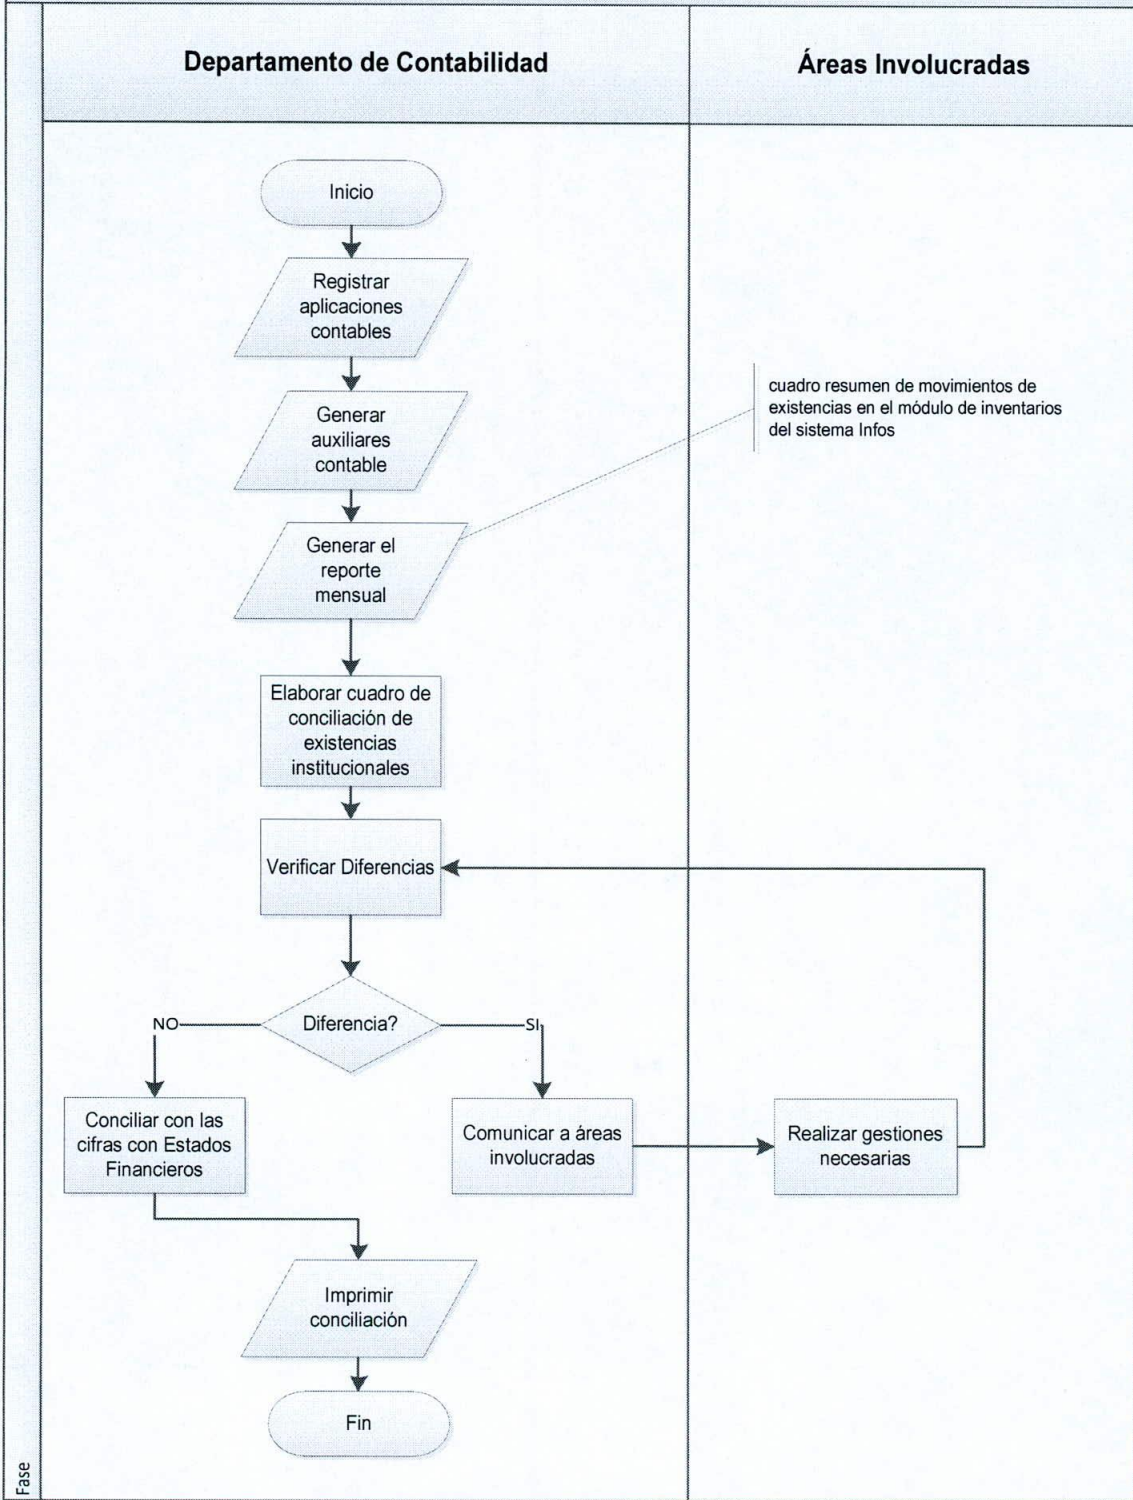 Departamento de Contabilidad
Áreas Involucradas
Inicio
Registrar
aplicaciones
contables
Generar
auxiliares
contable
cuadro resumen de movimientos de
existencias en el módulo de inventarios
del sistema Infos
Generar el
reporte
mensual
Elaborar cuadro de
conciliación de
existencias
institucionales
Verificar Diferencias
Diferencia?
NO
SI
Conciliar con las
cifras con Estados
Financieros
Comunicar a áreas
involucradas
Realizar gestiones
necesarias
Imprimir
conciliación
Fin
Fase